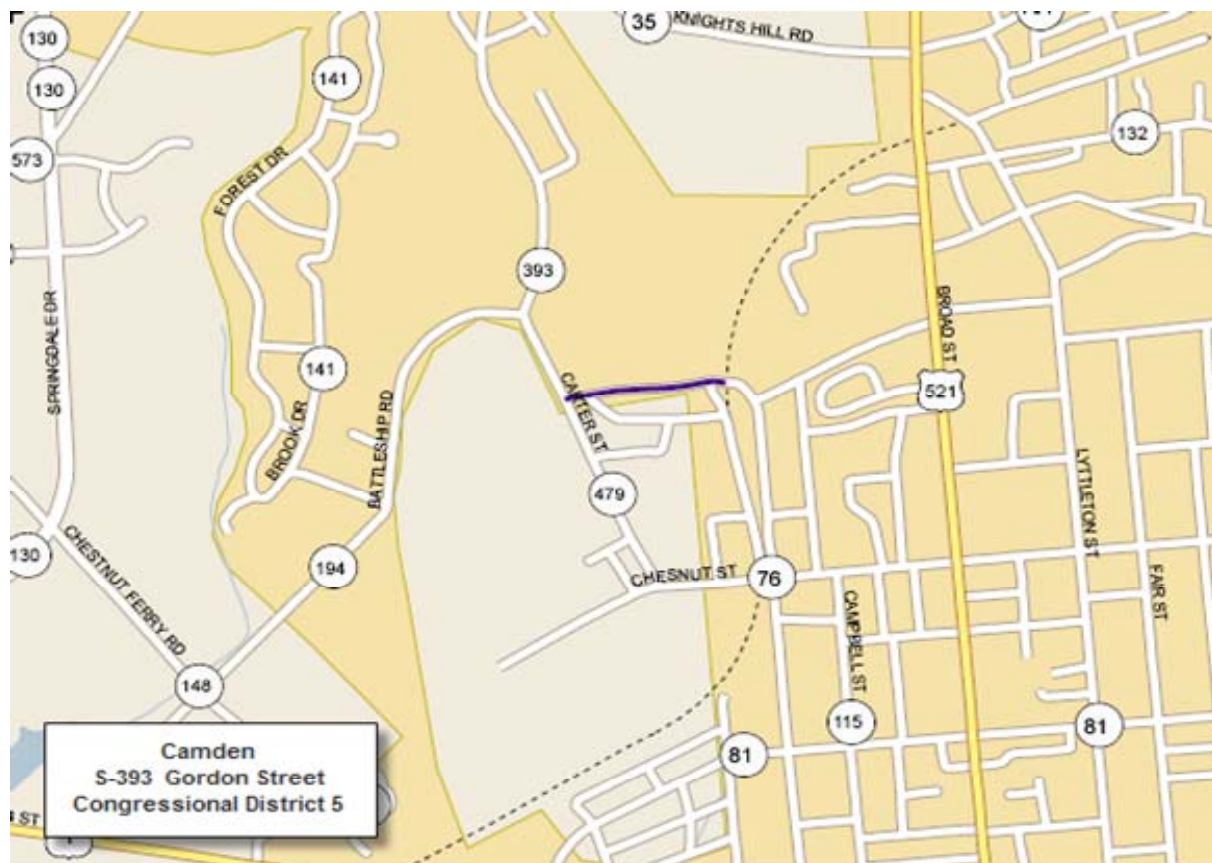 130
35
KNIGHTS HILL RD
141
130
132
573
FOREST DR
393
SPRINGDALE DR
BROAD ST
141
CARTER ST
521
BATTLESHIP RD
BROOK DR
LYTTLETON ST
479
CHESTNUT FERRY RD
130
194
CHESNUT ST
76
FAIR ST
CAMPBELL ST
148
115
81
81
Camden
S-393 Gordon Street
Congressional District 5
ST
1